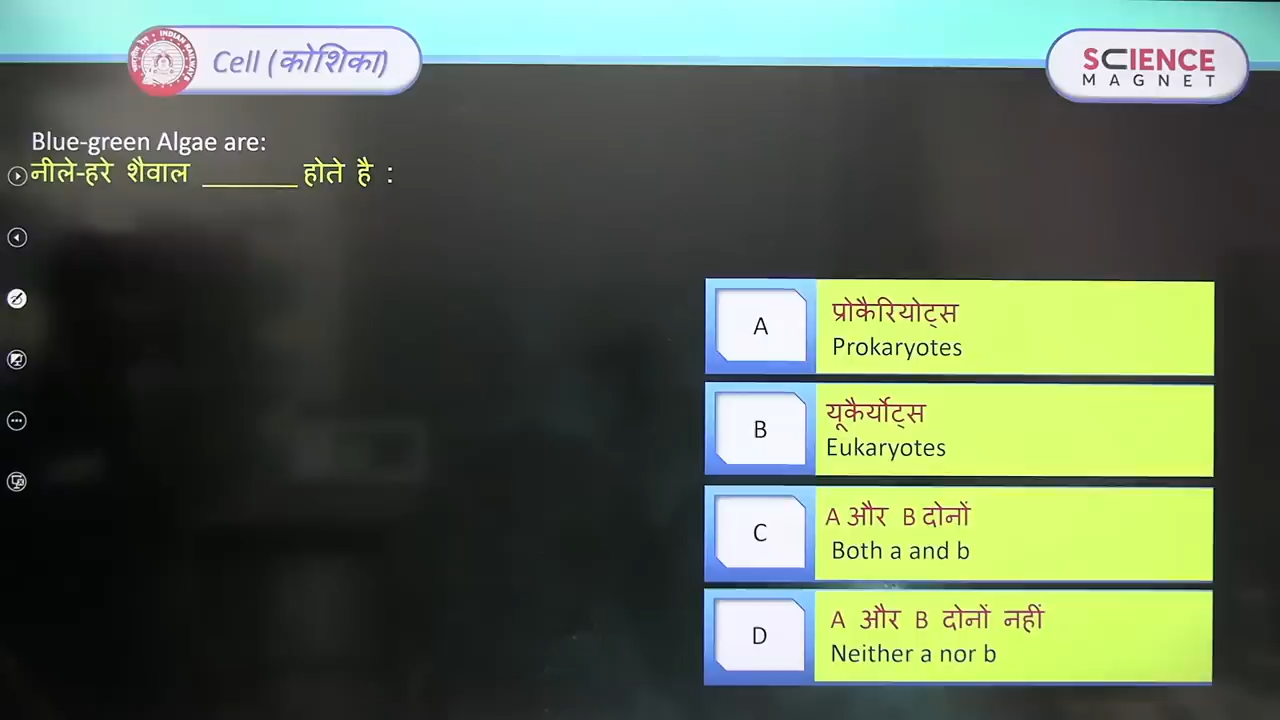 Cell (कोशिका)
SCIENCE
MAGNET
Blue-green Algae are:
नीले-हरे शैवाल _______ होते है :
A
प्रोकैरियोट्स
Prokaryotes
B
यूकैर्योट्स
Eukaryotes
C
A और B दोनों
Both a and b
D
A और B दोनों नहीं
Neither a nor b